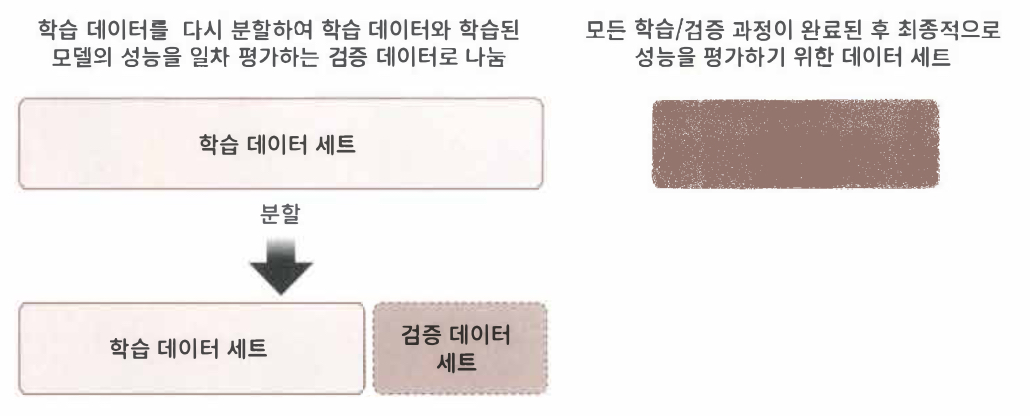 학습 데이터를 다시 분할하여 학습 데이터와 학습된
모델의 성능을 일차 평가하는 검증 데이터로 나눔
모든 학습/검증 과정이 완료된 후 최종적으로
성능을 평가하기 위한 데이터 세트
학습 데이터 세트
분할
학습 데이터 세트
검증 데이터
세트